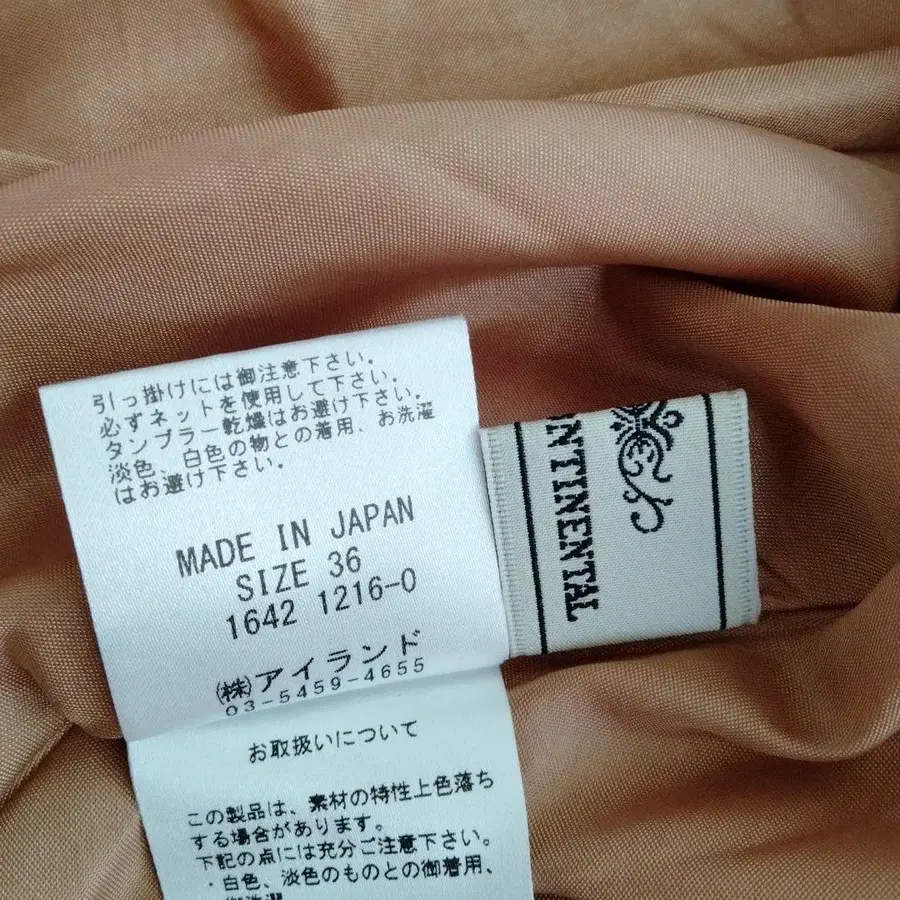 引っ掛けには御注意下さい。
必ずネットを使用して下さい。
タンブラー乾燥はお避け下さい。
淡色、白色の物との着用、お洗濯
はお避け下さい。
MADE IN JAPAN
SIZE 36
1642 1216-0
㈱アイランド
03-5459-4655
お取扱いについて
この製品は、素材の特性上色落ち
する場合があります。
下記の点には充分ご注意下さい。
・白色、淡色のものとの御着用、
NTINENTAL